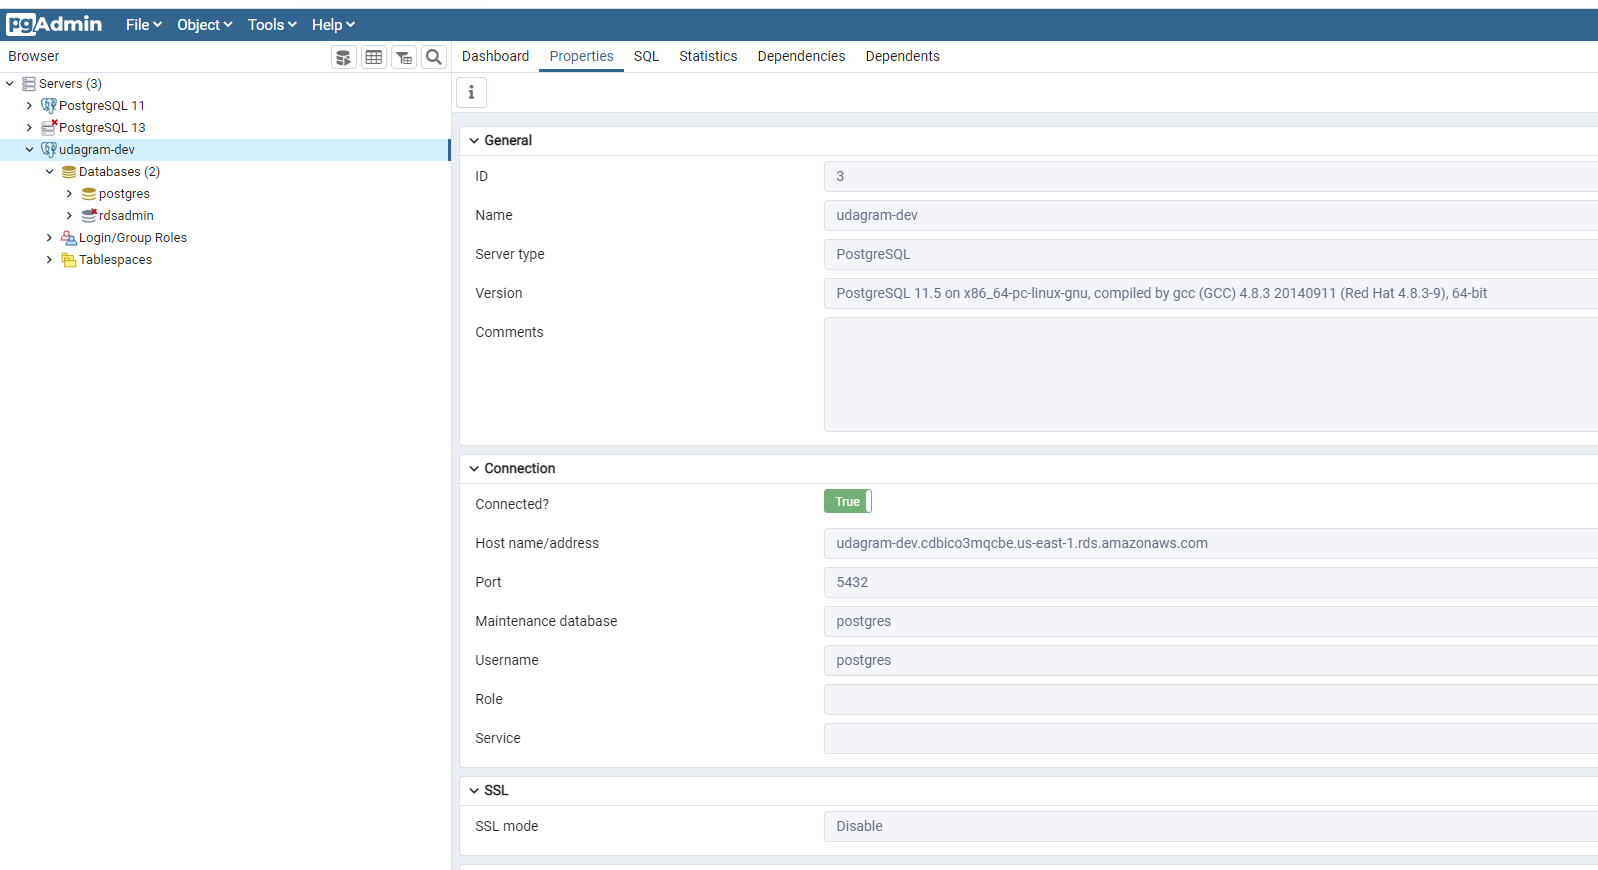 pgAdmin File Object Tools Help
Browser
Dashboard Properties SQL Statistics Dependencies Dependents
Servers (3)
PostgreSQL 11
PostgreSQL 13
udagram-dev
Databases (2)
postgres
rdsadmin
Login/Group Roles
Tablespaces
General
ID 3
Name udagram-dev
Server type PostgreSQL
Version PostgreSQL 11.5 on x86_64-pc-linux-gnu, compiled by gcc (GCC) 4.8.3 20140911 (Red Hat 4.8.3-9), 64-bit
Comments
Connection
Connected? True
Host name/address udagram-dev.cdbico3mqcbe.us-east-1.rds.amazonaws.com
Port 5432
Maintenance database postgres
Username postgres
Role
Service
SSL
SSL mode Disable